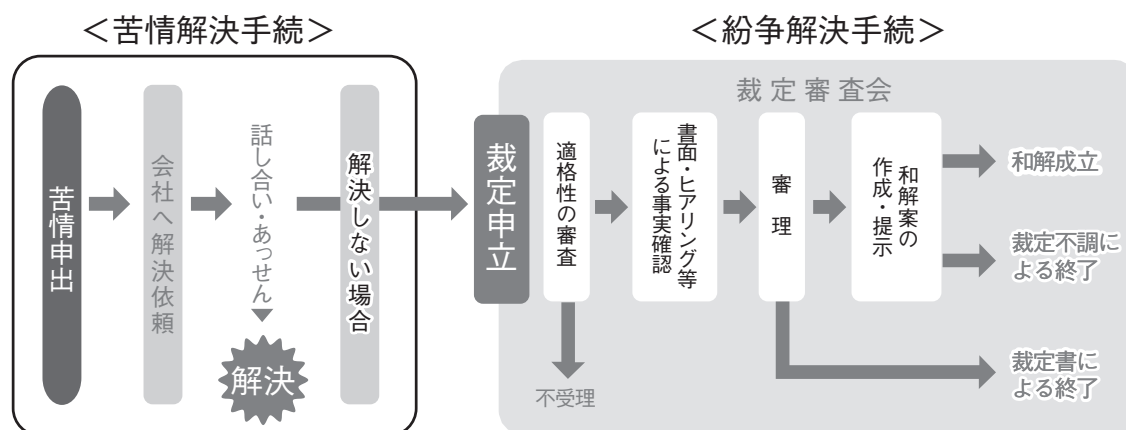 ＜苦情解決手続＞
苦情申出
会社へ解決依頼
話し合い・あっせん
解決
解決しない場合
＜紛争解決手続＞
裁定審査会
裁定申立
適格性の審査
不受理
書面・ヒアリング等
による事実確認
審理
和解案の
作成・提示
和解成立
裁定不調に
よる終了
裁定書に
よる終了